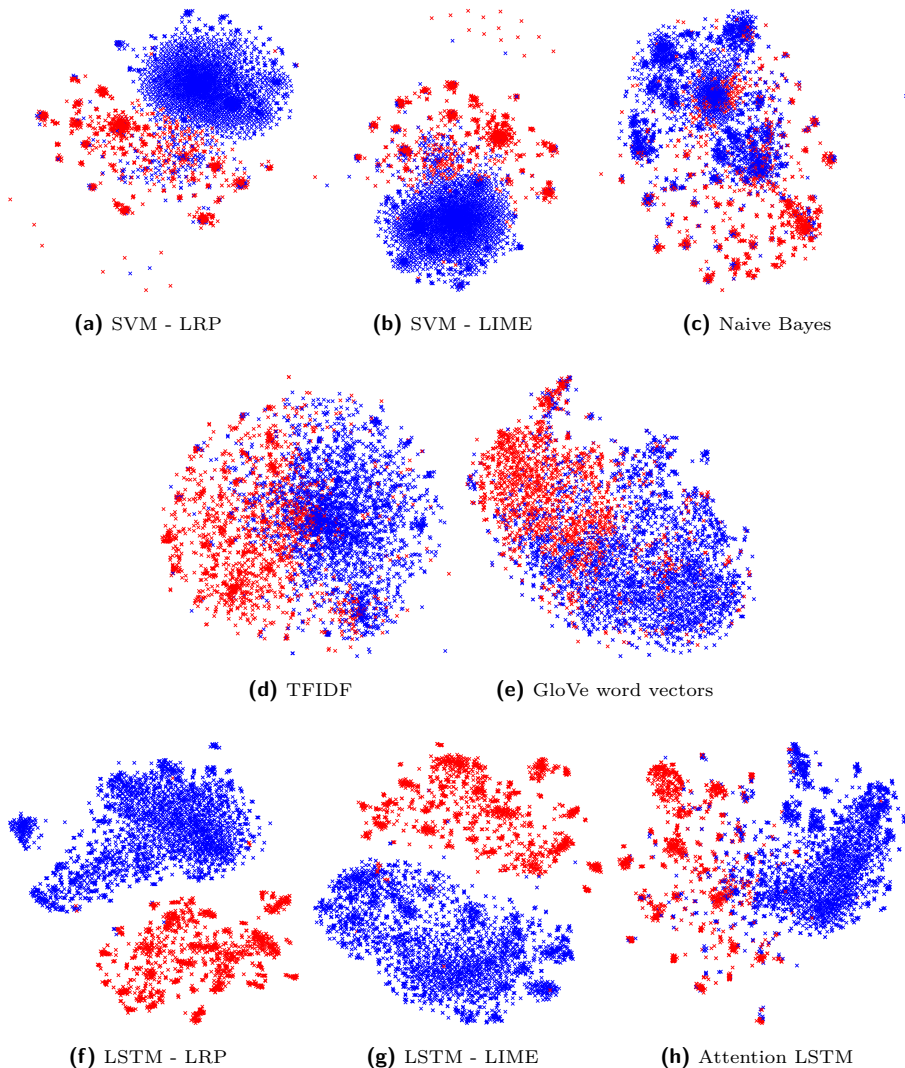 (a) SVM - LRP
(b) SVM - LIME
(c) Naive Bayes
(d) TFIDF
(e) GloVe word vectors
(f) LSTM - LRP
(g) LSTM - LIME
(h) Attention LSTM